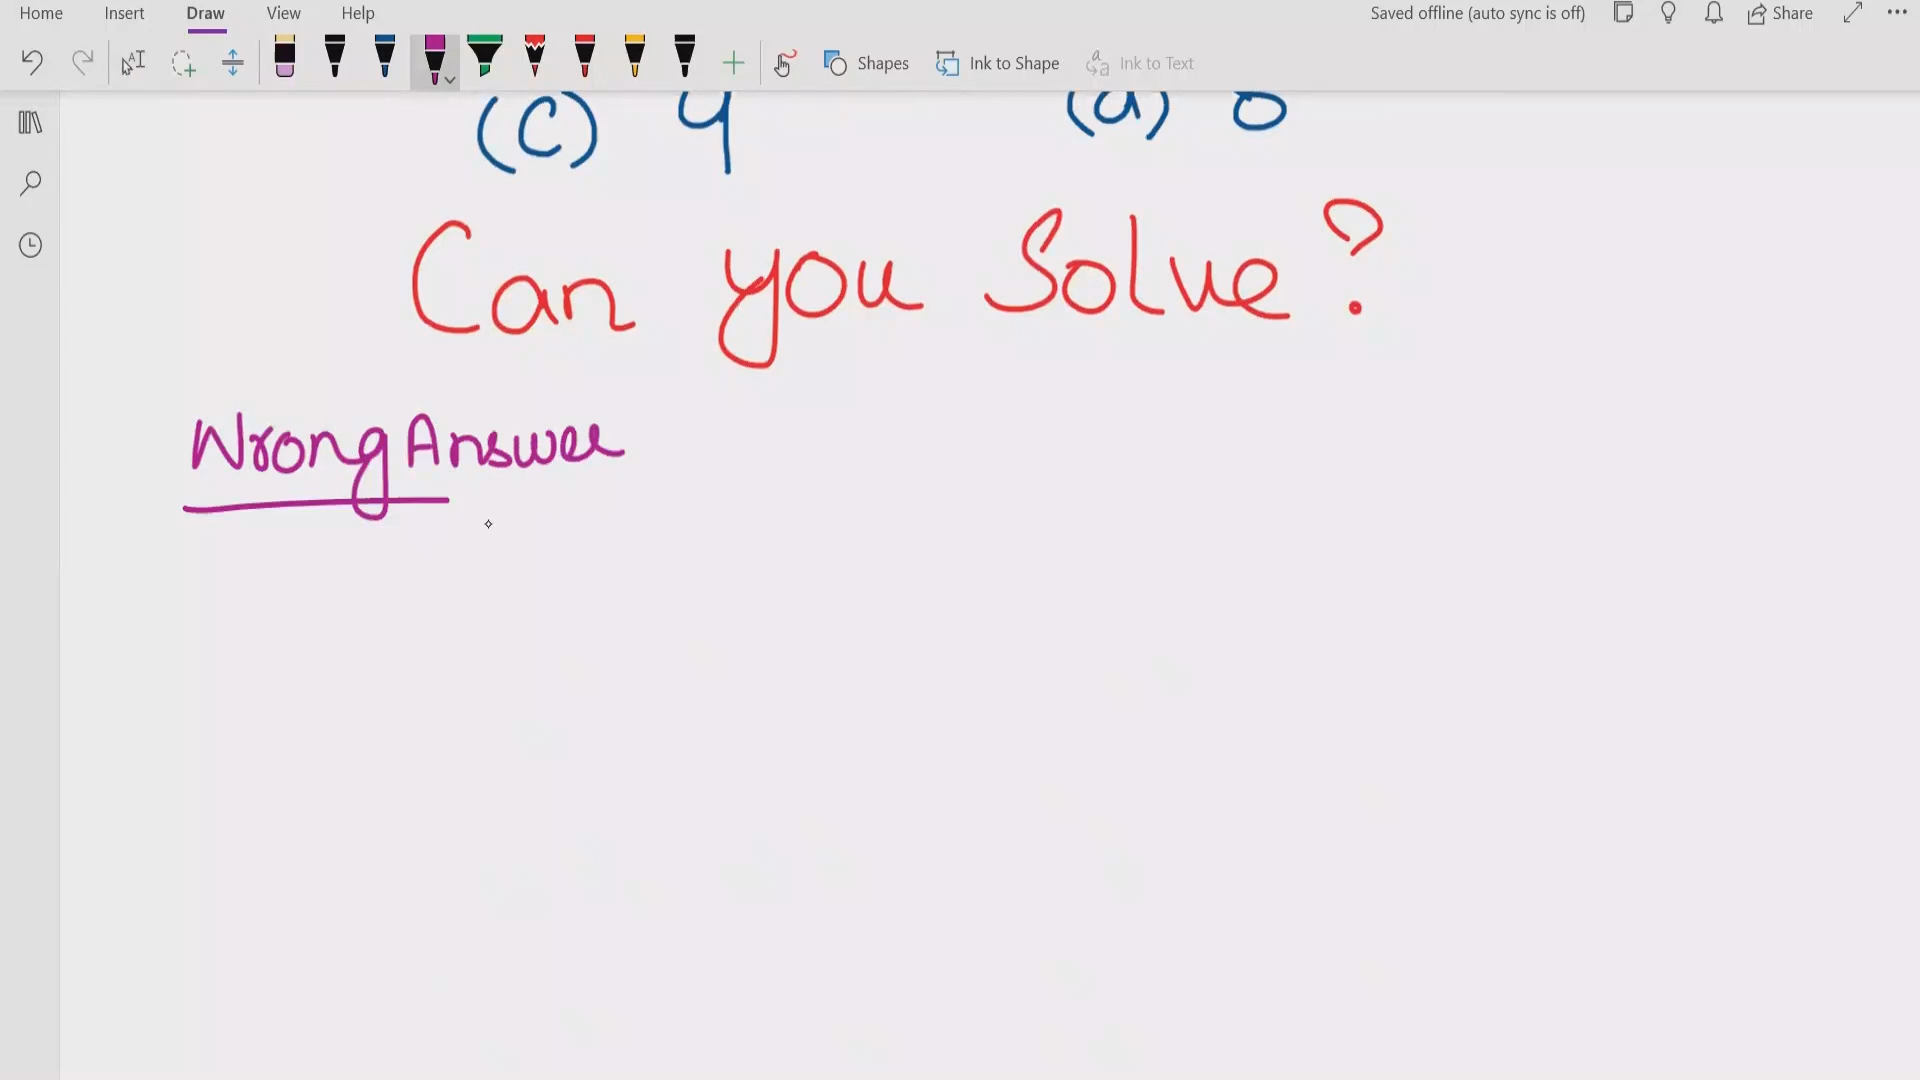 Home Insert Draw View Help Saved offline (auto sync is off) Share
Shapes Ink to Shape Ink to Text
(C) 4 (d)
Can you Solve?
Wrong Answer